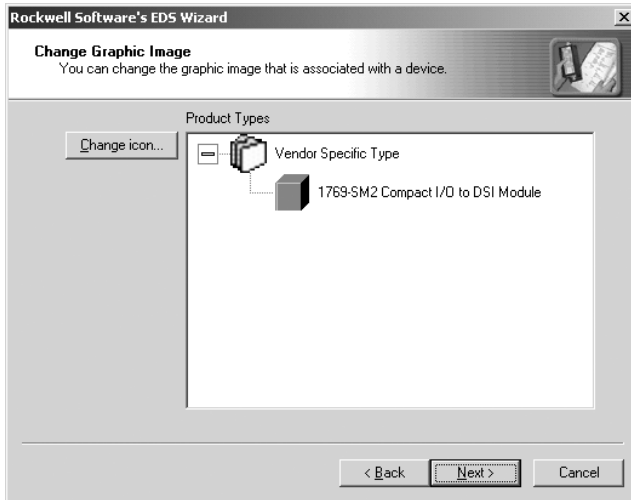 Rockwell Software's EDS Wizard
Change Graphic Image
You can change the graphic image that is associated with a device.
Product Types
Change icon...
Vendor Specific Type
1769-SM2 Compact I/O to DSI Module
< Back
Next >
Cancel